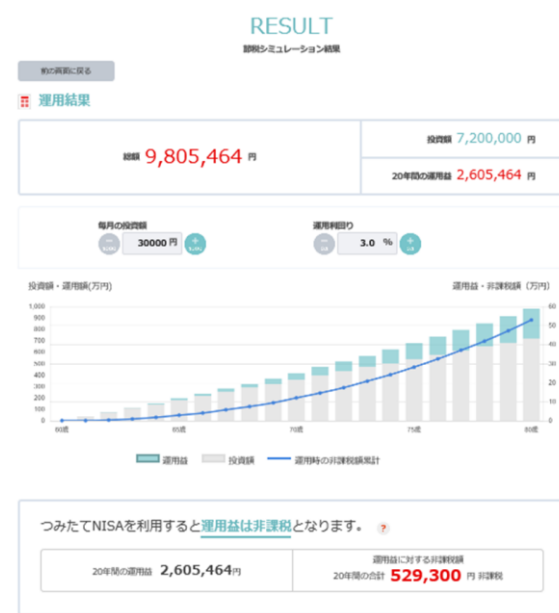 RESULT
節税シミュレーション結果
前の画面に戻る
運用結果
総額 9,805,464 円
投資額 7,200,000 円
20年間の運用益 2,605,464 円
毎月の投資額
30000 円
運用利回り
3.0 %
投資額・運用額(万円)
運用益・非課税額 (万円)
1,000
900
800
700
600
500
400
300
200
100
0
60
50
40
30
20
10
0
60歳
65歳
70歳
75歳
80歳
運用益
投資額
運用時の非課税額累計
つみたてNISAを利用すると運用益は非課税となります。 ?
20年間の運用益 2,605,464円
運用益に対する非課税額
20年間の合計 529,300 円 非課税